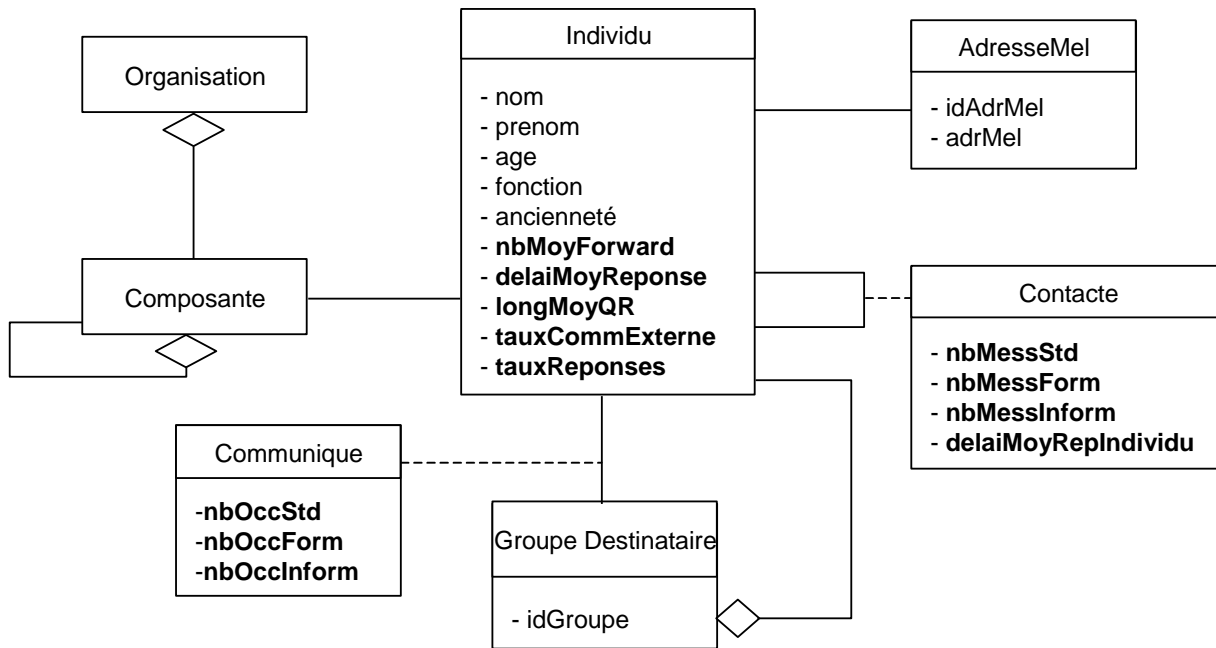 Organisation
Composante
Individu
- nom
- prenom
- age
- fonction
- ancienneté
- nbMoyForward
- delaiMoyReponse
- longMoyQR
- tauxCommExterne
- tauxReponses
AdresseMel
- idAdrMel
- adrMel
Contacte
- nbMessStd
- nbMessForm
- nbMessInform
- delaiMoyRepIndividu
Communique
-nbOccStd
-nbOccForm
-nbOccInform
Groupe Destinataire
- idGroupe